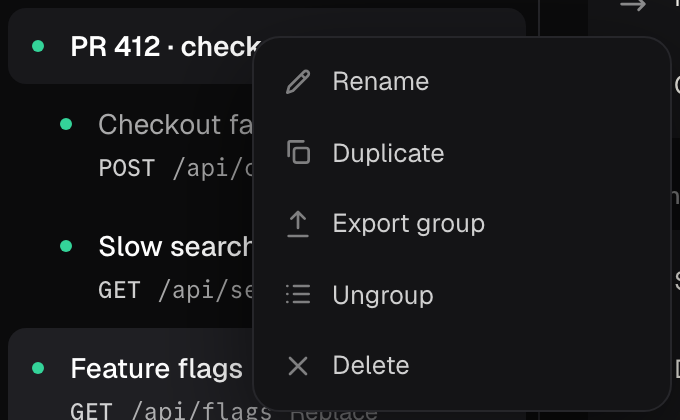 PR 412 · check
Rename
Checkout fa
Duplicate
POST /api/c
Export group
Slow search
GET /api/se
Ungroup
Feature flags
Delete
GET /api/flags Replace